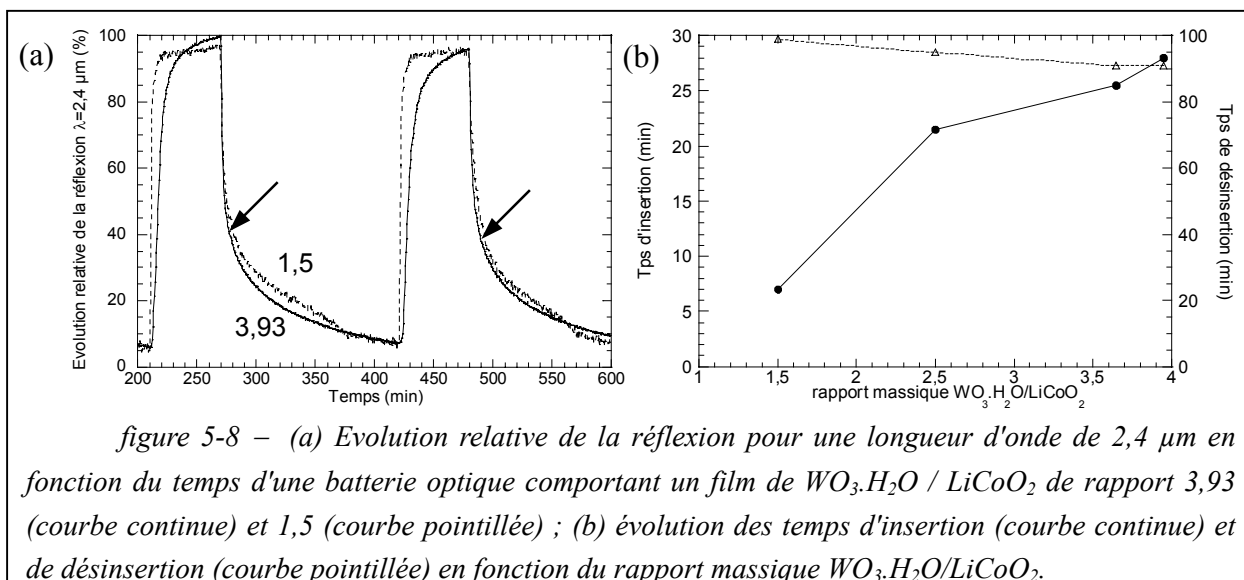 (a)
Evolution relative de la réflexion λ=2,4 µm (%)
100
80
60
40
20
0
1,5
3,93
200 250 300 350 400 450 500 550 600
Temps (min)
(b)
Tps d'insertion (min)
30
25
20
15
10
5
0
100
80
60
40
20
0
Tps de désinsertion (min)
1 1,5 2 2,5 3 3,5 4
rapport massique WO₃.H₂O/LiCoO₂
figure 5-8 – (a) Evolution relative de la réflexion pour une longueur d'onde de 2,4 µm en
fonction du temps d'une batterie optique comportant un film de WO₃.H₂O / LiCoO₂ de rapport 3,93
(courbe continue) et 1,5 (courbe pointillée) ; (b) évolution des temps d'insertion (courbe continue) et
de désinsertion (courbe pointillée) en fonction du rapport massique WO₃.H₂O/LiCoO₂.